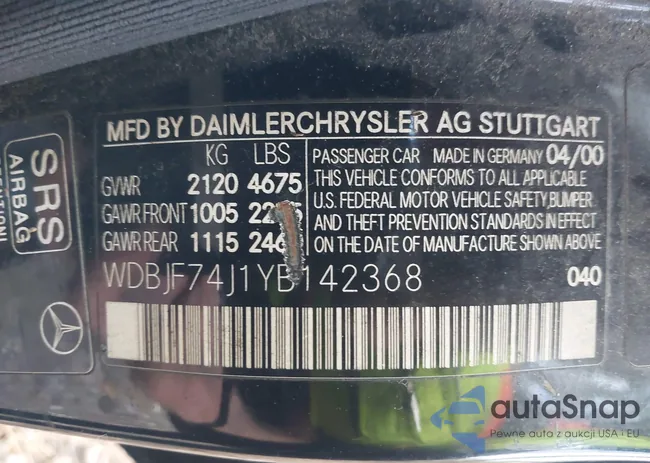 MFD BY DAIMLERCHRYSLER AG STUTTGART
KG LBS
GVWR 2120 4675
GAWR FRONT 1005
GAWR REAR 1115
PASSENGER CAR MADE IN GERMANY 04/00
THIS VEHICLE CONFORMS TO ALL APPLICABLE
U.S. FEDERAL MOTOR VEHICLE SAFETY, BUMPER
AND THEFT PREVENTION STANDARDS IN EFFECT
ON THE DATE OF MANUFACTURE SHOWN ABOVE
WDBJF74J1YB142368 040
SRS
AIRBAG
autaSnap
Pewne auta z aukcji USA i EU